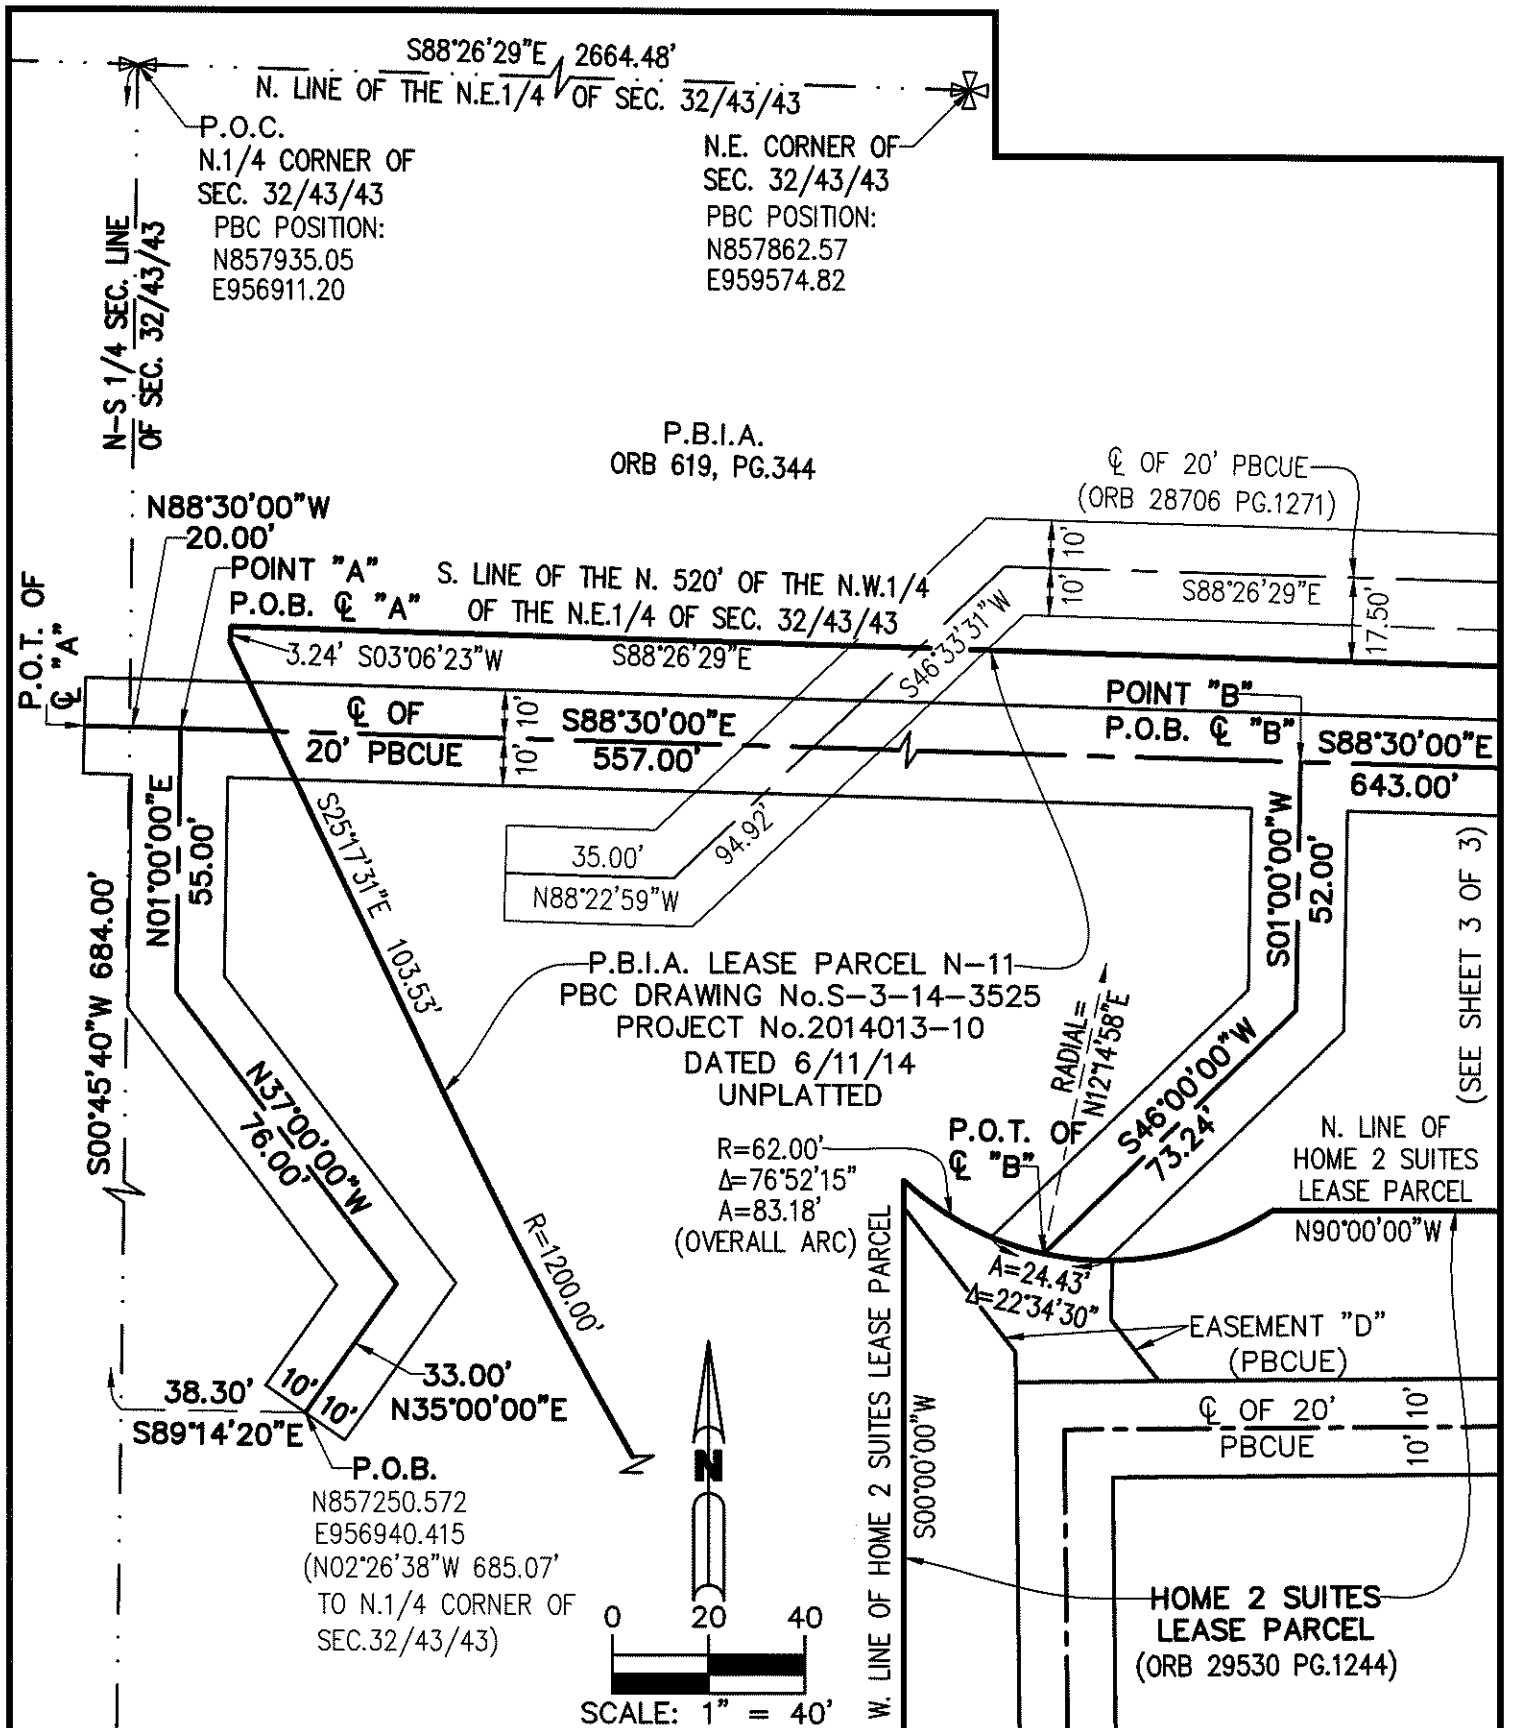 S88°26'29"E 2664.48'
N. LINE OF THE N.E.1/4 OF SEC. 32/43/43
P.O.C.
N.1/4 CORNER OF
SEC. 32/43/43
PBC POSITION:
N857935.05
E956911.20
N.E. CORNER OF
SEC. 32/43/43
PBC POSITION:
N857862.57
E959574.82
N-S 1/4 SEC. LINE
OF SEC. 32/43/43
P.B.I.A.
ORB 619, PG.344
℄ OF 20' PBCUE
(ORB 28706 PG.1271)
N88°30'00"W
20.00'
POINT "A"
P.O.B. ℄ "A"
P.O.T. OF
℄ "A"
S. LINE OF THE N. 520' OF THE N.W.1/4
OF THE N.E.1/4 OF SEC. 32/43/43
10'
10'
S88°26'29"E
17.50'
S46°33'31"W
3.24' S03°06'23"W
S88°26'29"E
℄ OF
20' PBCUE
10'
10'
S88°30'00"E
557.00'
POINT "B"
P.O.B. ℄ "B"
S88°30'00"E
643.00'
N01°00'00"E
55.00'
S25°17'31"E 103.53'
35.00'
N88°22'59"W
94.92'
S01°00'00"W
52.00'
(SEE SHEET 3 OF 3)
S00°45'40"W 684.00'
P.B.I.A. LEASE PARCEL N-11
PBC DRAWING No.S-3-14-3525
PROJECT No.2014013-10
DATED 6/11/14
UNPLATTED
RADIAL=
N12°14'58"E
N37°00'00"W
76.00'
S46°00'00"W
73.24'
R=62.00'
Δ=76°52'15"
A=83.18'
(OVERALL ARC)
P.O.T. OF
℄ "B"
N. LINE OF
HOME 2 SUITES
LEASE PARCEL
N90°00'00"W
R=1200.00'
A=24.43'
Δ=22°34'30"
EASEMENT "D"
(PBCUE)
33.00'
N35°00'00"E
38.30'
S89°14'20"E
10'
10'
P.O.B.
N857250.572
E956940.415
(N02°26'38"W 685.07'
TO N.1/4 CORNER OF
SEC.32/43/43)
N
W. LINE OF HOME 2 SUITES LEASE PARCEL
S00°00'00"W
℄ OF 20'
PBCUE
10'
10'
HOME 2 SUITES
LEASE PARCEL
(ORB 29530 PG.1244)
0 20 40
SCALE: 1" = 40'